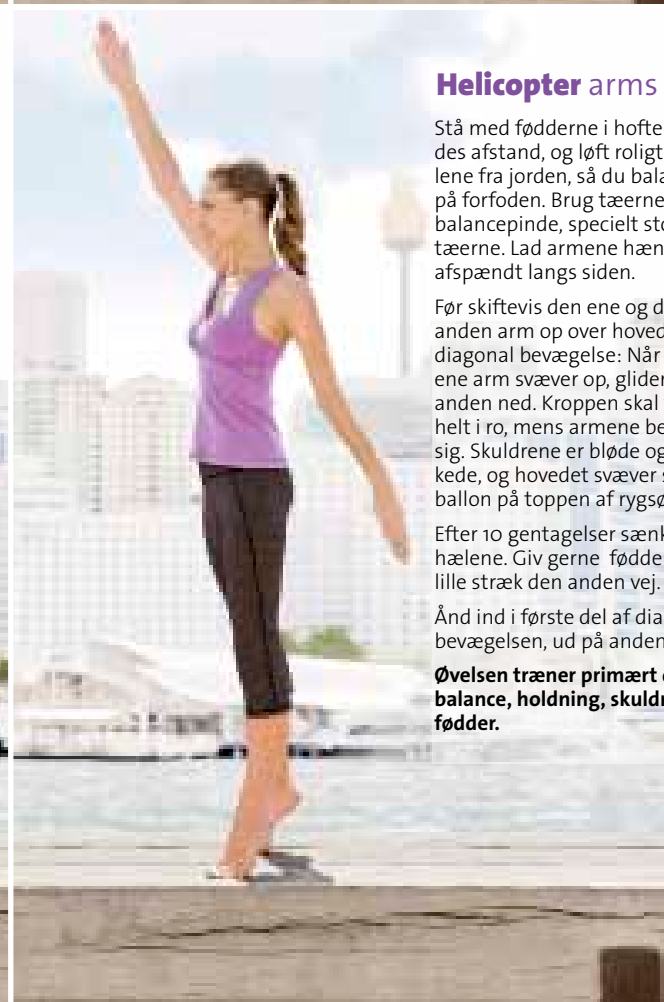 Helicopter arms
Stå med fødderne i hofte
des afstand, og løft roligt
lene fra jorden, så du bala
på forfoden. Brug tæerne
balancepinde, specielt sto
tæerne. Lad armene hæn
afspændt langs siden.
Før skiftevis den ene og d
anden arm op over hoved
diagonal bevægelse: Når
ene arm svæver op, glider
anden ned. Kroppen skal
helt i ro, mens armene be
sig. Skuldrene er bløde og
kede, og hovedet svæver s
ballon på toppen af rygsø
Efter 10 gentagelser sænk
hælene. Giv gerne fødde
lille stræk den anden vej.
Ånd ind i første del af dia
bevægelsen, ud på anden
Øvelsen træner primært
balance, holdning, skuldr
fødder.